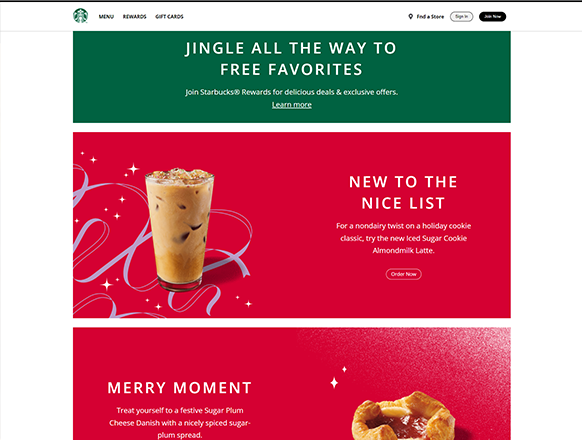 MENU REWARDS GIFT CARDS Find a Store Sign In Join Now
JINGLE ALL THE WAY TO
FREE FAVORITES
Join Starbucks® Rewards for delicious deals & exclusive offers.
Learn more
NEW TO THE
NICE LIST
For a nondairy twist on a holiday cookie
classic, try the new Iced Sugar Cookie
Almondmilk Latte.
Order Now
MERRY MOMENT
Treat yourself to a festive Sugar Plum
Cheese Danish with a nicely spiced sugar-
plum spread.